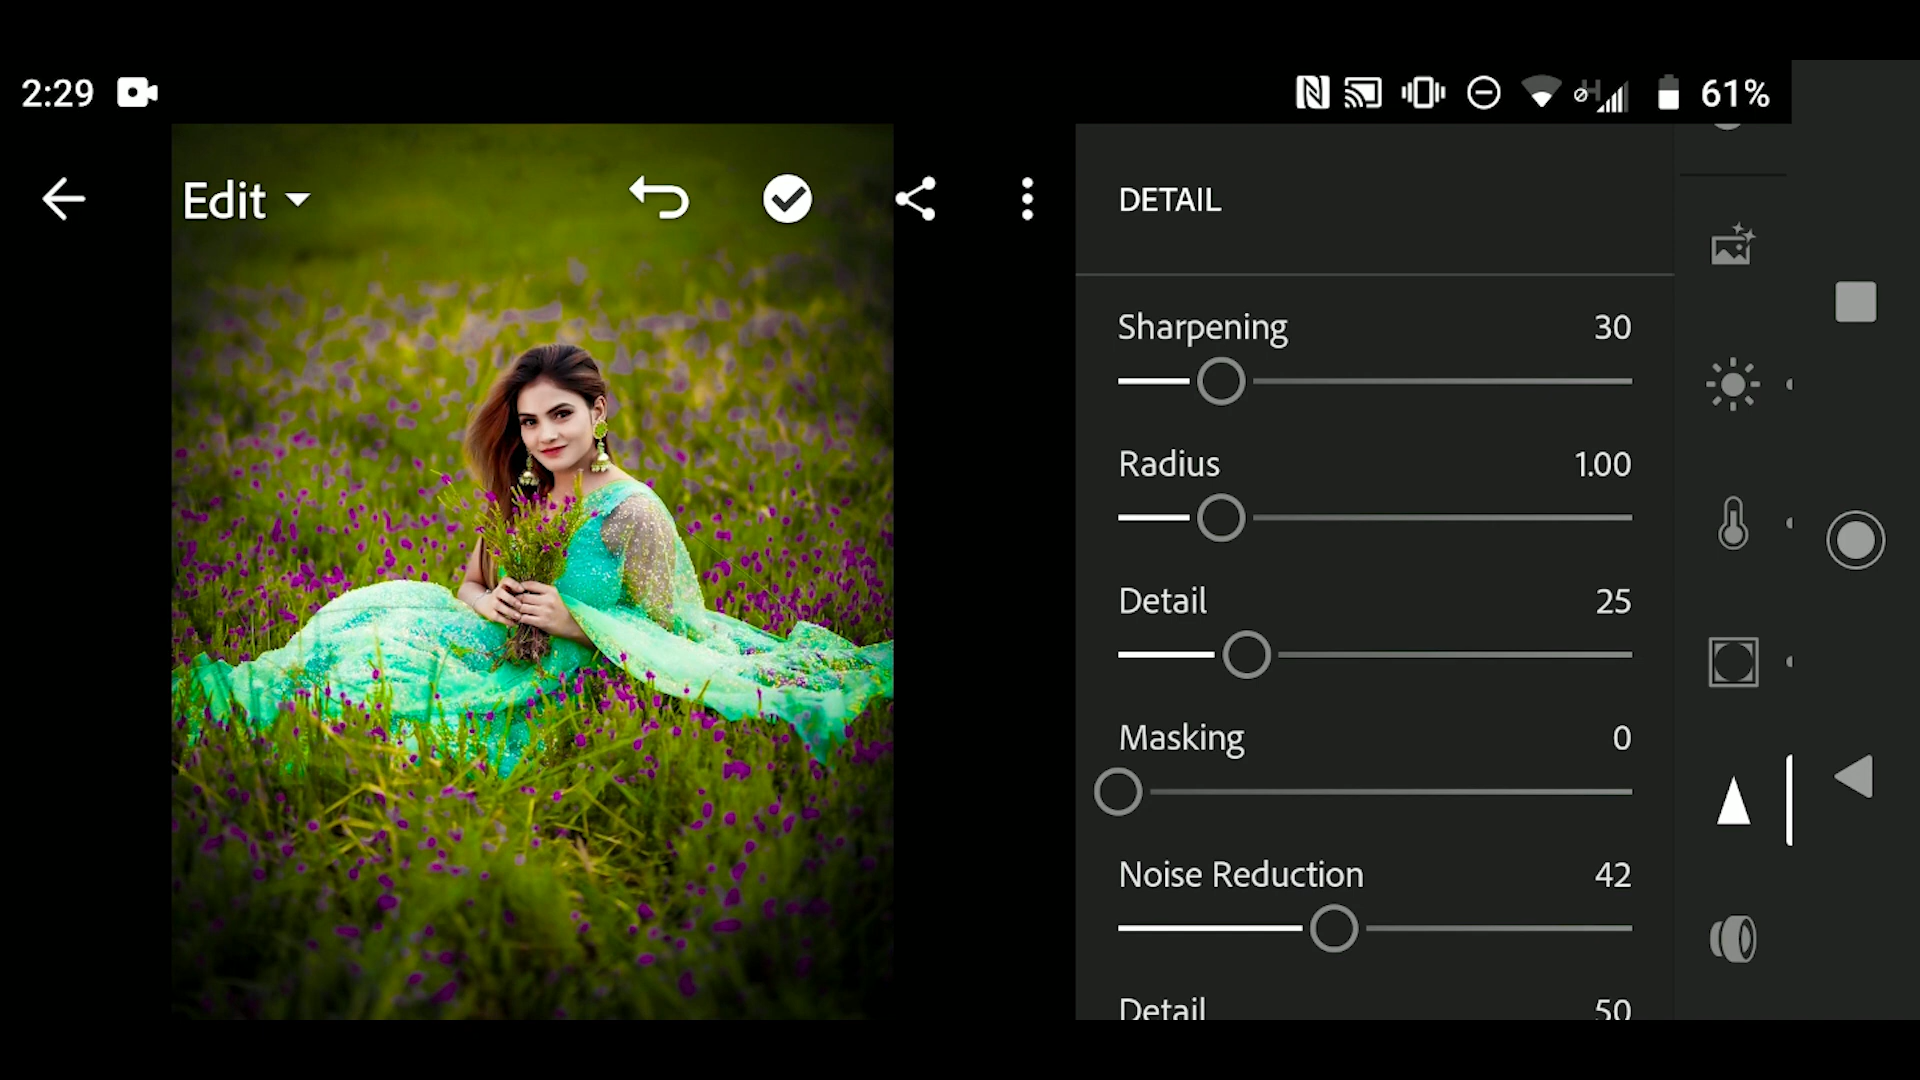 2:29
61%
Edit
DETAIL
Sharpening 30
Radius 1.00
Detail 25
Masking 0
Noise Reduction 42
Detail 50